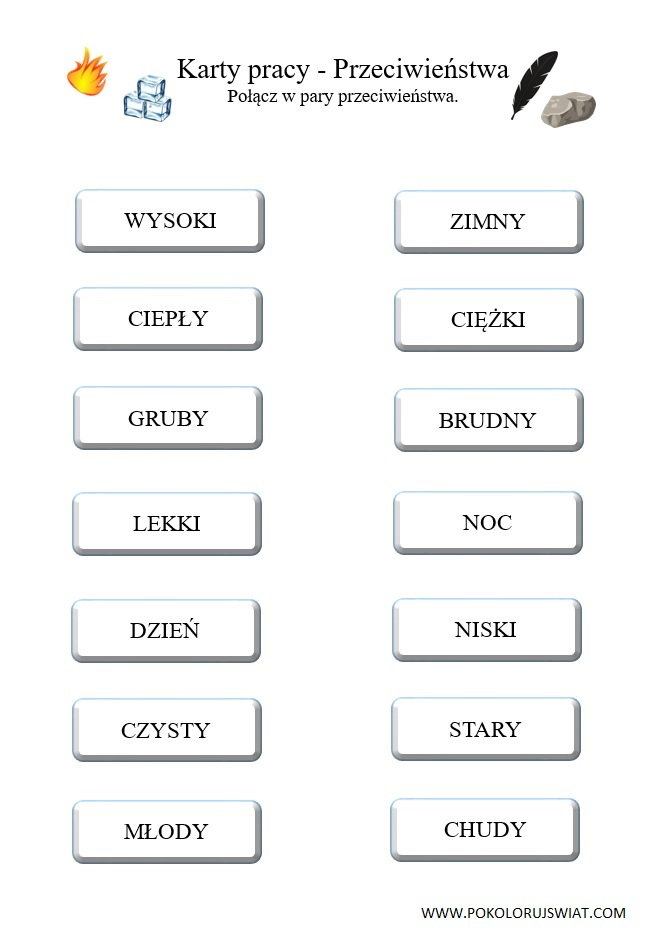 Karty pracy - Przeciwieństwa
Połącz w pary przeciwieństwa.
WYSOKI
ZIMNY
CIEPŁY
CIĘŻKI
GRUBY
BRUDNY
LEKKI
NOC
DZIEŃ
NISKI
CZYSTY
STARY
MŁODY
CHUDY
WWW.POKOLORUJSWIAT.COM